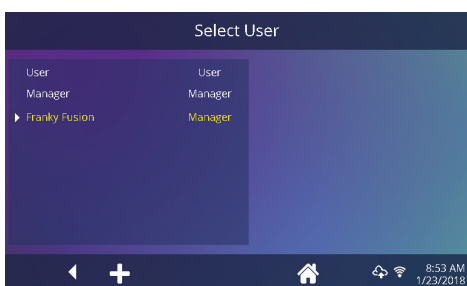 Select User
User User
Manager Manager
Franky Fusion Manager
8:53 AM
1/23/2018